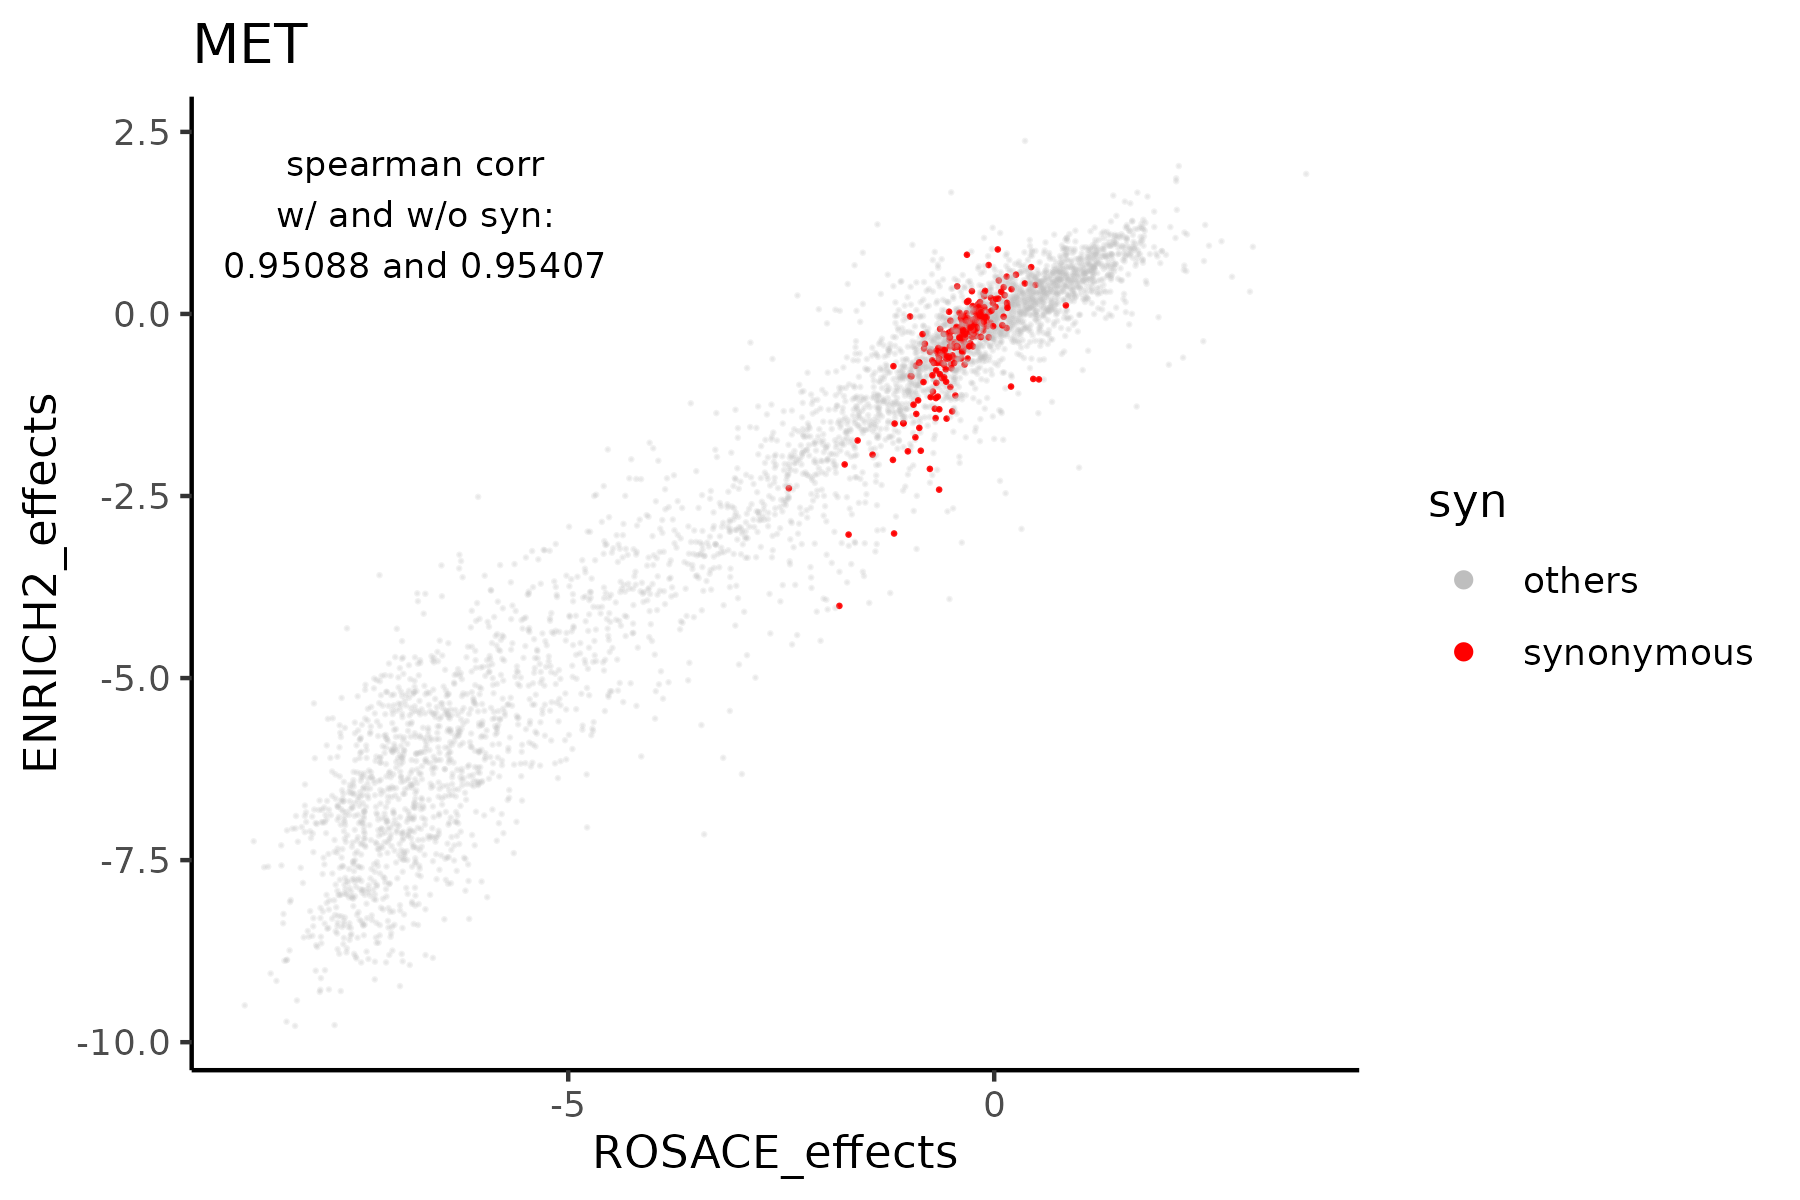 MET
spearman corr
w/ and w/o syn:
0.95088 and 0.95407
2.5
0.0
-2.5
-5.0
-7.5
-10.0
ENRICH2_effects
-5
0
ROSACE_effects
syn
others
synonymous